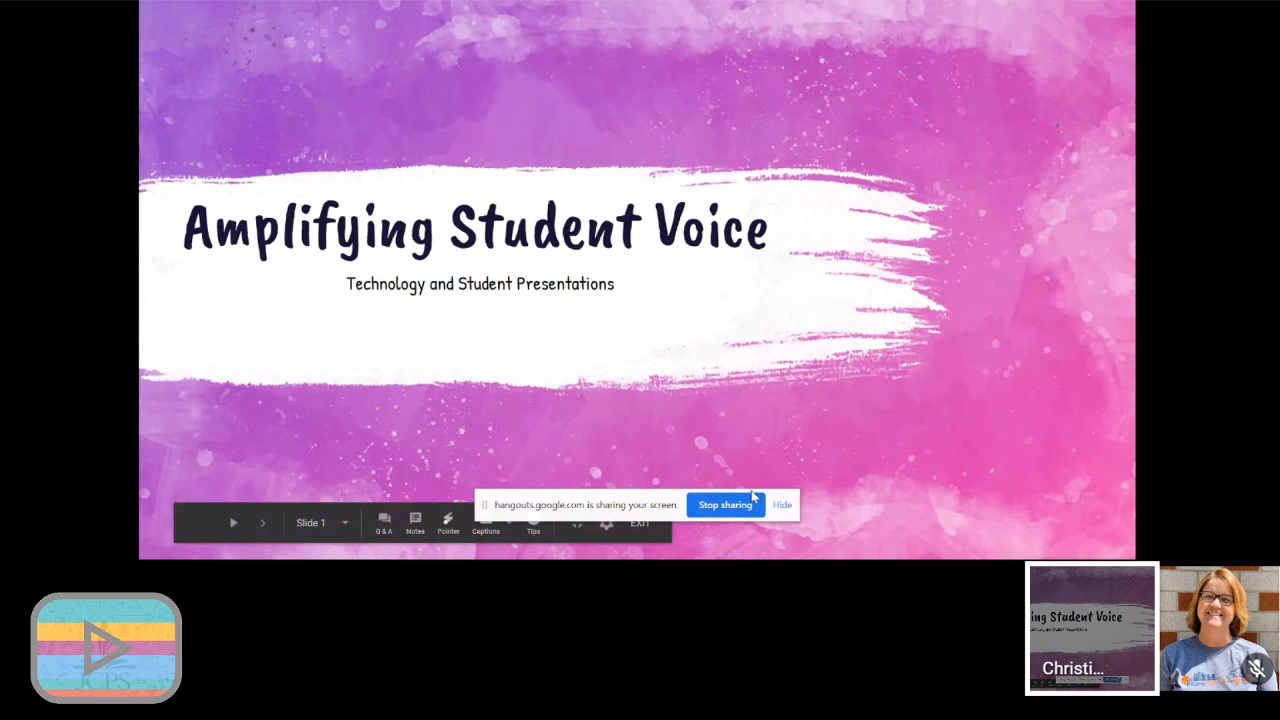 Amplifying Student Voice
Technology and Student Presentations
hangouts.google.com is sharing your screen.
Stop sharing
Hide
Slide 1
Q & A
Notes
Pointer
Captions
Tips
EXIT
ing Student Voice
Christi...
JCPS